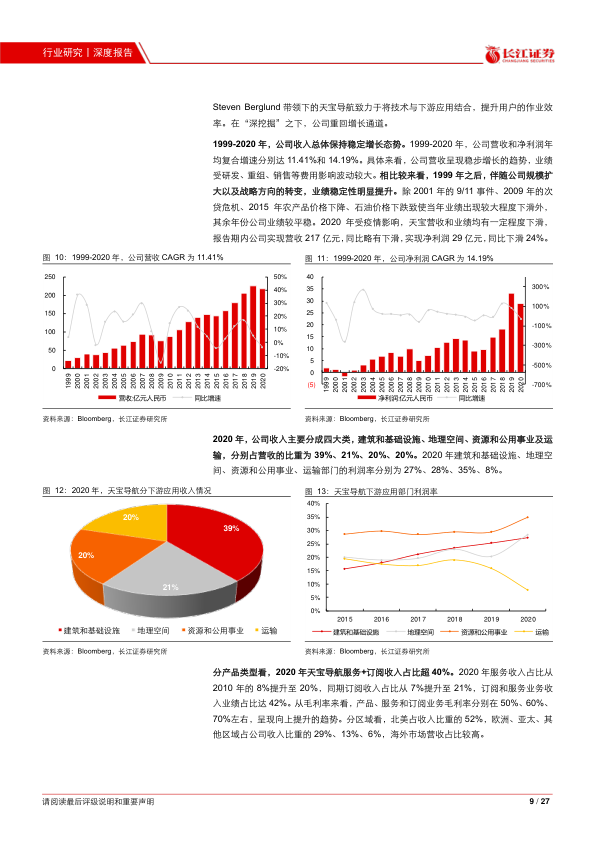 行业研究丨深度报告
长江证券
CHANGJIANG SECURITIES
Steven Berglund 带领下的天宝导航致力于将技术与下游应用结合，提升用户的作业效
率。在“深挖掘”之下，公司重回增长通道。
1999-2020 年，公司收入总体保持稳定增长态势。1999-2020 年，公司营收和净利润年
均复合增速分别达 11.41%和 14.19%。具体来看，公司营收呈现稳步增长的趋势，业绩
受研发、重组、销售等费用影响波动较大。相比较来看，1999 年之后，伴随公司规模扩
大以及战略方向的转变，业绩稳定性明显提升。除 2001 年的 9/11 事件、2009 年的次
贷危机、2015 年农产品价格下降、石油价格下跌致使当年业绩出现较大程度下滑外，
其余年份公司业绩较平稳。2020 年受疫情影响，天宝营收和业绩均有一定程度下滑，
报告期内公司实现营收 217 亿元，同比略有下滑，实现净利润 29 亿元，同比下滑 24%。
图 10：1999-2020 年，公司营收 CAGR 为 11.41%
250
200
150
100
50
0
50%
40%
30%
20%
10%
0%
-10%
-20%
1999 2000 2001 2002 2003 2004 2005 2006 2007 2008 2009 2010 2011 2012 2013 2014 2015 2016 2017 2018 2019 2020
营收:亿元人民币 同比增速
资料来源：Bloomberg，长江证券研究所
图 11：1999-2020 年，公司净利润 CAGR 为 14.19%
40
35
30
25
20
15
10
5
0
(5)
300%
100%
-100%
-300%
-500%
-700%
1999 2000 2001 2002 2003 2004 2005 2006 2007 2008 2009 2010 2011 2012 2013 2014 2015 2016 2017 2018 2019 2020
净利润:亿元人民币 同比增速
资料来源：Bloomberg，长江证券研究所
2020 年，公司收入主要分成四大类，建筑和基础设施、地理空间、资源和公用事业及运
输，分别占营收的比重为 39%、21%、20%、20%。2020 年建筑和基础设施、地理空
间、资源和公用事业、运输部门的利润率分别为 27%、28%、35%、8%。
图 12：2020 年，天宝导航分下游应用收入情况
20%
39%
20%
21%
建筑和基础设施 地理空间 资源和公用事业 运输
资料来源：Bloomberg，长江证券研究所
图 13：天宝导航下游应用部门利润率
40%
35%
30%
25%
20%
15%
10%
5%
0%
2015 2016 2017 2018 2019 2020
建筑和基础设施 地理空间 资源和公用事业 运输
资料来源：Bloomberg，长江证券研究所
分产品类型看，2020 年天宝导航服务+订阅收入占比超 40%。2020 年服务收入占比从
2010 年的 8%提升至 20%，同期订阅收入占比从 7%提升至 21%，订阅和服务业务收
入业绩占比达 42%。从毛利率来看，产品、服务和订阅业务毛利率分别在 50%、60%、
70%左右，呈现向上提升的趋势。分区域看，北美占收入比重的 52%，欧洲、亚太、其
他区域占公司收入比重的 29%、13%、6%，海外市场营收占比较高。
请阅读最后评级说明和重要声明
9 / 27